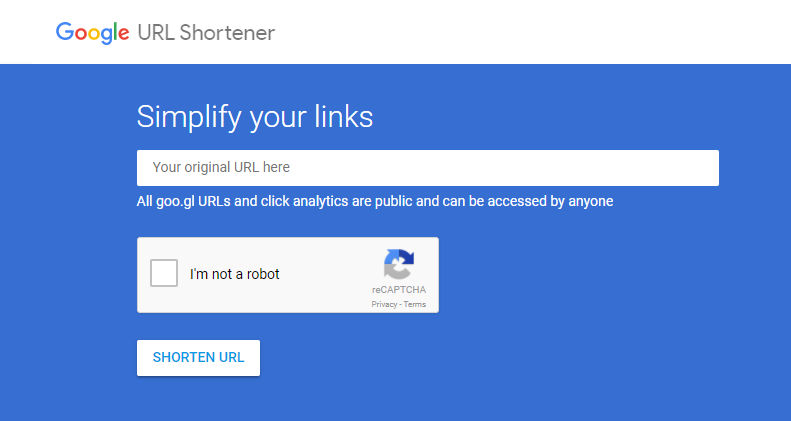 Google URL Shortener
Simplify your links
Your original URL here
All goo.gl URLs and click analytics are public and can be accessed by anyone
I'm not a robot
reCAPTCHA
Privacy - Terms
SHORTEN URL